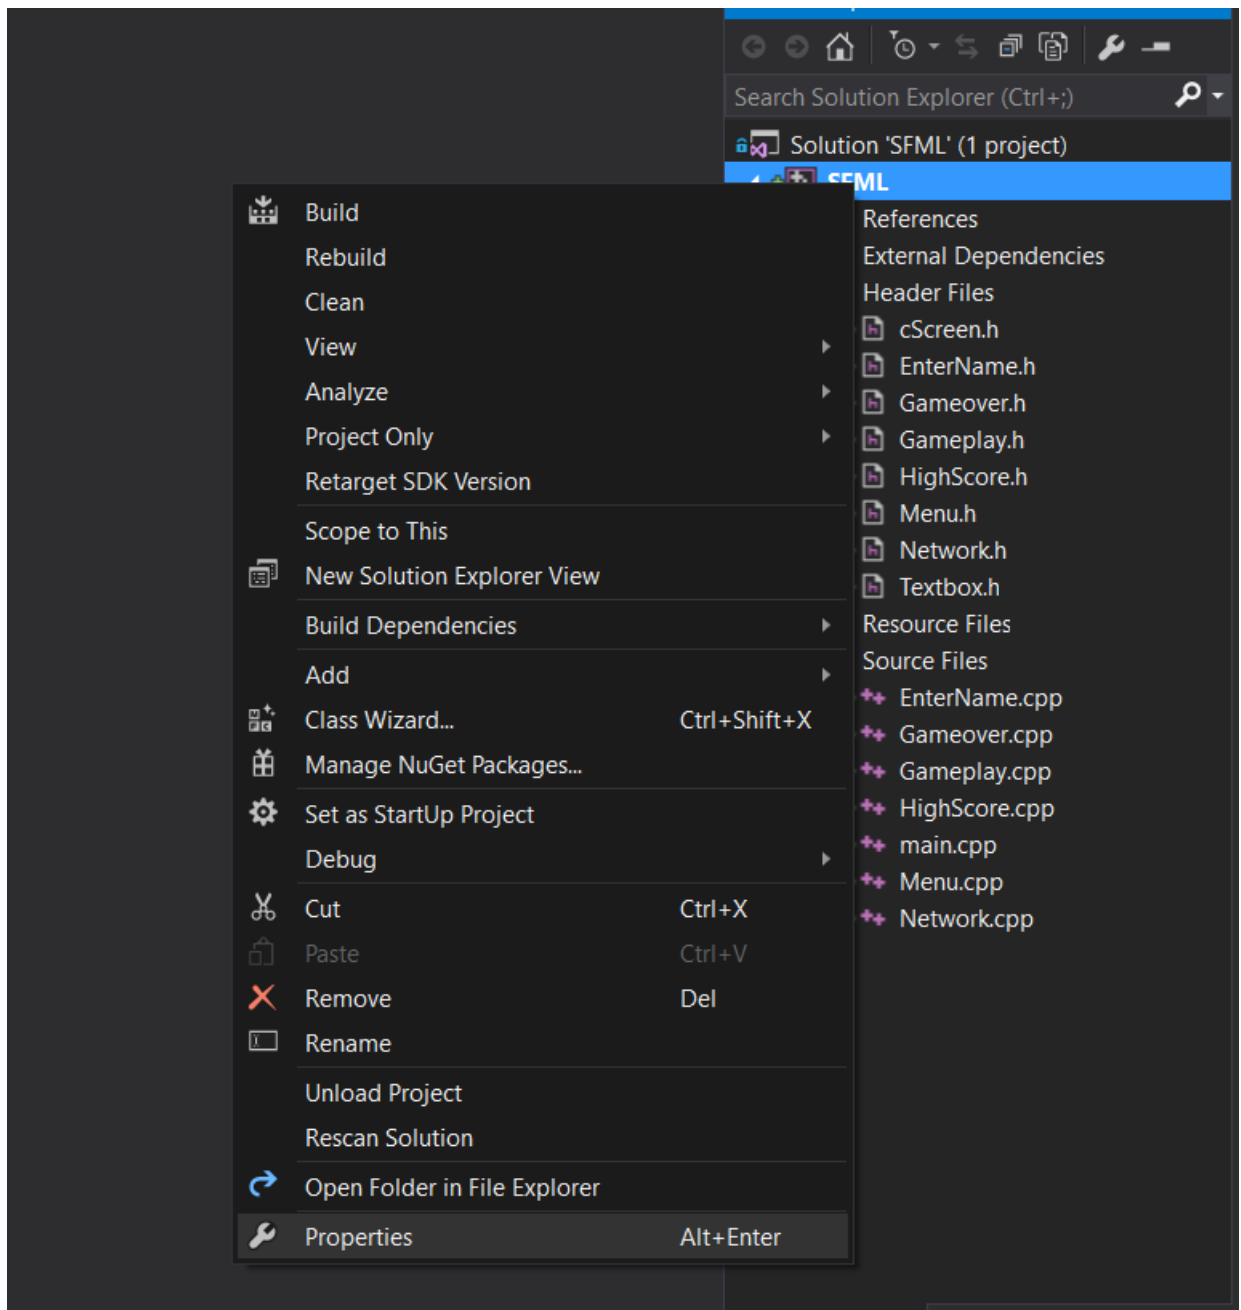 Search Solution Explorer (Ctrl+;)
Solution 'SFML' (1 project)
SFML
References
External Dependencies
Header Files
cScreen.h
EnterName.h
Gameover.h
Gameplay.h
HighScore.h
Menu.h
Network.h
Textbox.h
Resource Files
Source Files
EnterName.cpp
Gameover.cpp
Gameplay.cpp
HighScore.cpp
main.cpp
Menu.cpp
Network.cpp
Build
Rebuild
Clean
View
Analyze
Project Only
Retarget SDK Version
Scope to This
New Solution Explorer View
Build Dependencies
Add
Class Wizard... Ctrl+Shift+X
Manage NuGet Packages...
Set as StartUp Project
Debug
Cut Ctrl+X
Paste Ctrl+V
Remove Del
Rename
Unload Project
Rescan Solution
Open Folder in File Explorer
Properties Alt+Enter